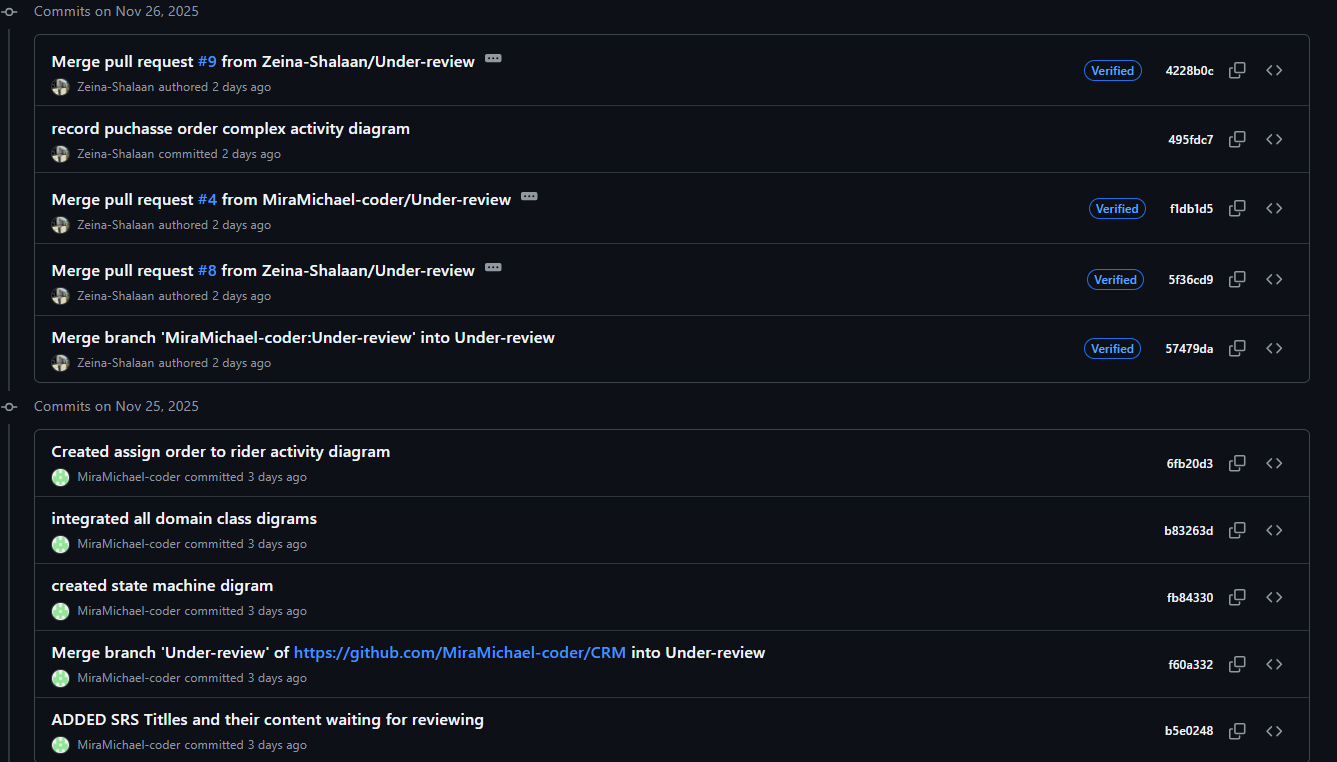 Commits on Nov 26, 2025
Merge pull request #9 from Zeina-Shalaan/Under-review
Verified
4228b0c
Zeina-Shalaan authored 2 days ago
record puchasse order complex activity diagram
495fdc7
Zeina-Shalaan committed 2 days ago
Merge pull request #4 from MiraMichael-coder/Under-review
Verified
f1db1d5
Zeina-Shalaan authored 2 days ago
Merge pull request #8 from Zeina-Shalaan/Under-review
Verified
5f36cd9
Zeina-Shalaan authored 2 days ago
Merge branch 'MiraMichael-coder:Under-review' into Under-review
Verified
57479da
Zeina-Shalaan authored 2 days ago
Commits on Nov 25, 2025
Created assign order to rider activity diagram
6fb20d3
MiraMichael-coder committed 3 days ago
integrated all domain class digrams
b83263d
MiraMichael-coder committed 3 days ago
created state machine digram
fb84330
MiraMichael-coder committed 3 days ago
Merge branch 'Under-review' of https://github.com/MiraMichael-coder/CRM into Under-review
f60a332
MiraMichael-coder committed 3 days ago
ADDED SRS Titlles and their content waiting for reviewing
b5e0248
MiraMichael-coder committed 3 days ago